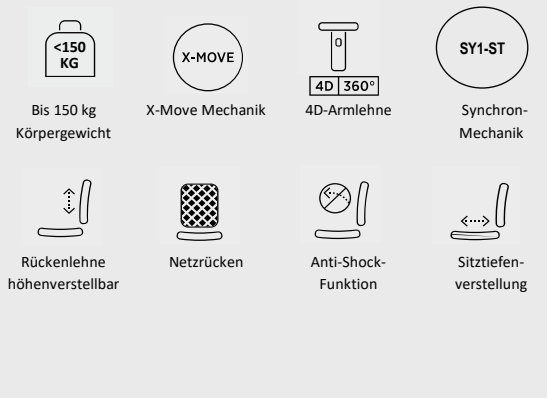 <150
KG
X-MOVE
0
4D 360°
SY1-ST
Bis 150 kg
Körpergewicht
X-Move Mechanik
4D-Armlehne
Synchron-
Mechanik
Rückenlehne
höhenverstellbar
Netzrücken
Anti-Shock-
Funktion
Sitztiefen-
verstellung